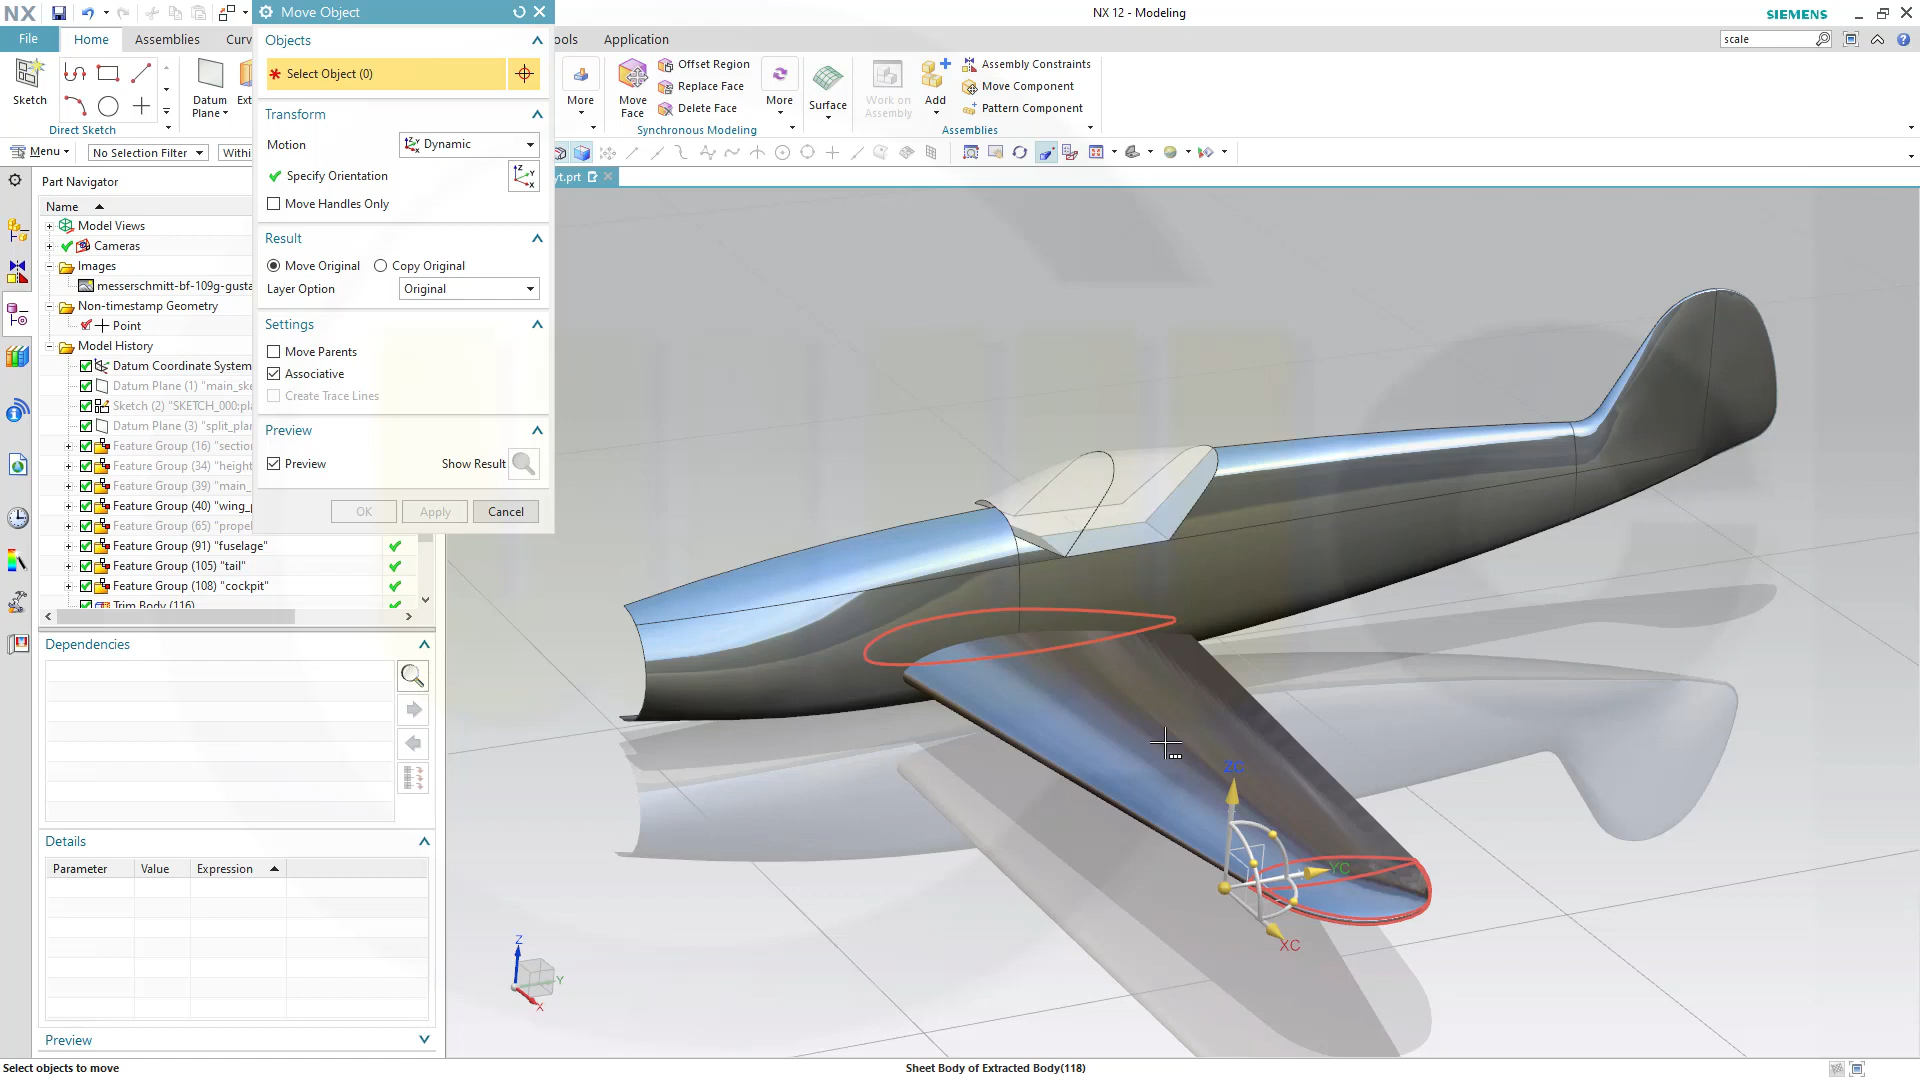 NX
Move Object
NX 12 - Modeling
SIEMENS
File
Home
Assemblies
Curv
ools
Application
scale
Objects
Select Object (0)
Sketch
Datum
Plane
Ext
Direct Sketch
More
Move
Face
Offset Region
Replace Face
Delete Face
More
Synchronous Modeling
Surface
Work on
Assembly
Add
Assembly Constraints
Move Component
Pattern Component
Assemblies
Transform
Motion
Dynamic
Specify Orientation
Move Handles Only
Menu
No Selection Filter
Withi
yt.prt
Part Navigator
Name
Model Views
Cameras
Images
messerschmitt-bf-109g-gusta
Non-timestamp Geometry
Point
Model History
Datum Coordinate System
Datum Plane (1) "main_ske
Sketch (2) "SKETCH_000:pla
Datum Plane (3) "split_plan
Feature Group (16) "section
Feature Group (34) "height
Feature Group (39) "main_
Feature Group (40) "wing_p
Feature Group (65) "propel
Feature Group (91) "fuselage"
Feature Group (105) "tail"
Feature Group (108) "cockpit"
Trim Body (116)
Result
Move Original
Copy Original
Layer Option
Original
Settings
Move Parents
Associative
Create Trace Lines
Preview
Preview
Show Result
OK
Apply
Cancel
Dependencies
Details
Parameter
Value
Expression
Preview
ZC
YC
XC
Z
Y
X
Select objects to move
Sheet Body of Extracted Body(118)